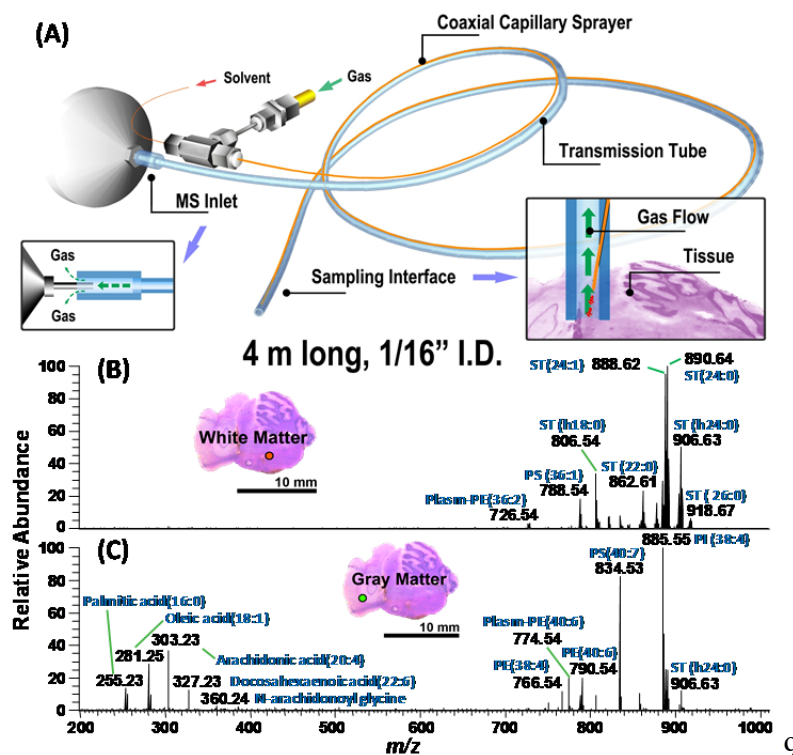 (A)
Coaxial Capillary Sprayer
Solvent
Gas
Transmission Tube
MS Inlet
Gas Flow
Tissue
Gas
Gas
Sampling Interface
4 m long, 1/16” I.D.
Relative Abundance
(B)
100
80
60
40
20
0
White Matter
10 mm
ST(24:1)
888.62
890.64
ST(24:0)
ST (h18:0)
806.54
ST (h24:0)
906.63
PS (36:1)
788.54
ST (22:0)
862.61
Plasm-PE(36:2)
726.54
ST ( 26:0)
918.67
(C)
100
80
60
40
20
0
Gray Matter
10 mm
885.55 PI (38:4)
PS(40:7)
834.53
Palmitic acid(16:0)
Oleic acid(18:1)
303.23
281.25
Arachidonic acid(20:4)
255.23
327.23
Docosahexaenoic acid(22:6)
360.24
N-arachidonoyl glycine
Plasm-PE(40:6)
774.54
PE(40:6)
790.54
PE(38:4)
766.54
ST (h24:0)
906.63
200 300 400 500 600 700 800 900 1000
m/z